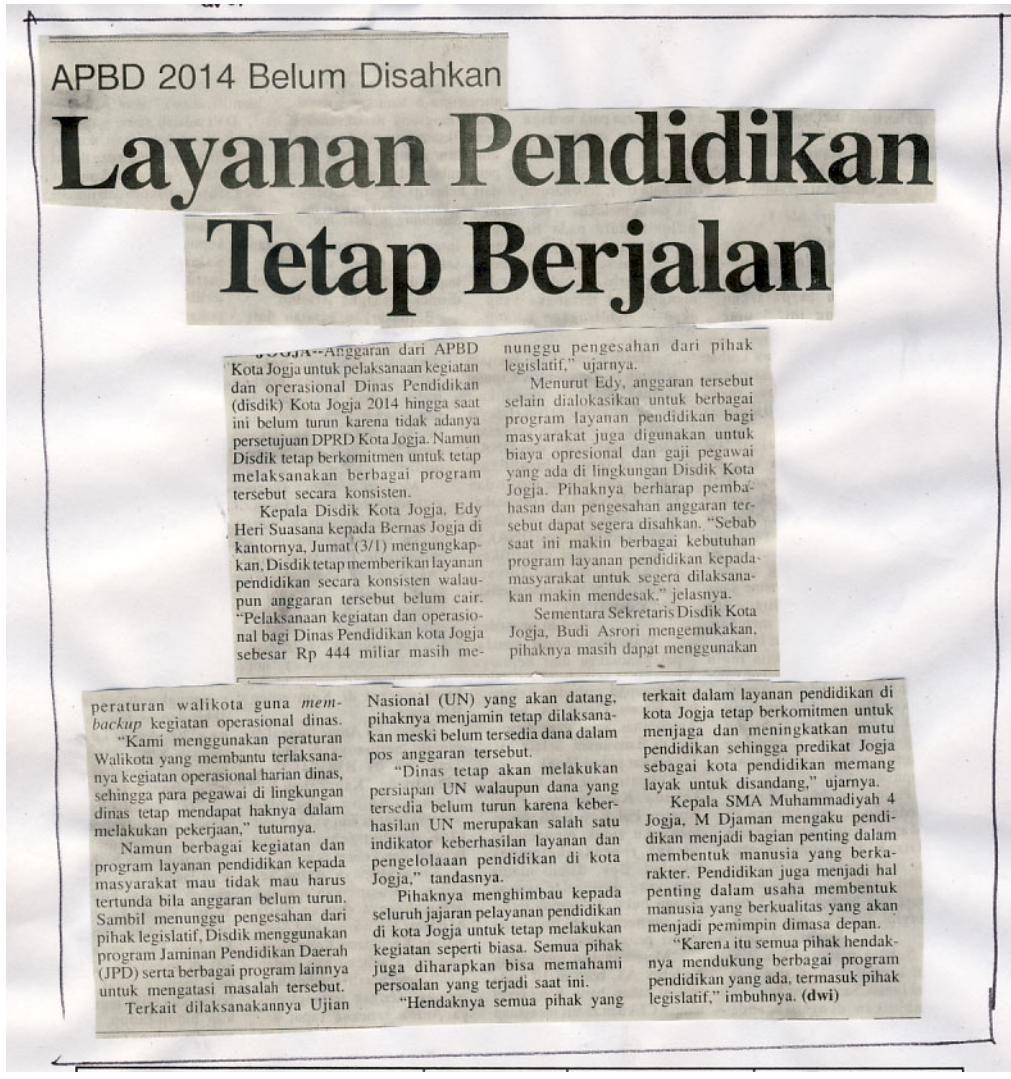 APBD 2014 Belum Disahkan
Layanan Pendidikan
Tetap Berjalan
JOGJA--Anggaran dari APBD
Kota Jogja untuk pelaksanaan kegiatan
dan operasional Dinas Pendidikan
(disdik) Kota Jogja 2014 hingga saat
ini belum turun karena tidak adanya
persetujuan DPRD Kota Jogja. Namun
Disdik tetap berkomitmen untuk tetap
melaksanakan berbagai program
tersebut secara konsisten.
Kepala Disdik Kota Jogja, Edy
Heri Suasana kepada Bernas Jogja di
kantornya, Jumat (3/1) mengungkap-
kan, Disdik tetap memberikan layanan
pendidikan secara konsisten walau-
pun anggaran tersebut belum cair.
"Pelaksanaan kegiatan dan operasio-
nal bagi Dinas Pendidikan kota Jogja
sebesar Rp 444 miliar masih me-
nunggu pengesahan dari pihak
legislatif," ujarnya.
Menurut Edy, anggaran tersebut
selain dialokasikan untuk berbagai
program layanan pendidikan bagi
masyarakat juga digunakan untuk
biaya opresional dan gaji pegawai
yang ada di lingkungan Disdik Kota
Jogja. Pihaknya berharap pemba-
hasan dan pengesahan anggaran ter-
sebut dapat segera disahkan. "Sebab
saat ini makin berbagai kebutuhan
program layanan pendidikan kepada
masyarakat untuk segera dilaksana-
kan makin mendesak," jelasnya.
Sementara Sekretaris Disdik Kota
Jogja, Budi Asrori mengemukakan,
pihaknya masih dapat menggunakan
peraturan walikota guna mem-
backup kegiatan operasional dinas.
"Kami menggunakan peraturan
Walikota yang membantu terlaksana-
nya kegiatan operasional harian dinas,
sehingga para pegawai di lingkungan
dinas tetap mendapat haknya dalam
melakukan pekerjaan," tuturnya.
Namun berbagai kegiatan dan
program layanan pendidikan kepada
masyarakat mau tidak mau harus
tertunda bila anggaran belum turun.
Sambil menunggu pengesahan dari
pihak legislatif, Disdik menggunakan
program Jaminan Pendidikan Daerah
(JPD) serta berbagai program lainnya
untuk mengatasi masalah tersebut.
Terkait dilaksanakannya Ujian
Nasional (UN) yang akan datang,
pihaknya menjamin tetap dilaksana-
kan meski belum tersedia dana dalam
pos anggaran tersebut.
"Dinas tetap akan melakukan
persiapan UN walaupun dana yang
tersedia belum turun karena keber-
hasilan UN merupakan salah satu
indikator keberhasilan layanan dan
pengelolaaan pendidikan di kota
Jogja," tandasnya.
Pihaknya menghimbau kepada
seluruh jajaran pelayanan pendidikan
di kota Jogja untuk tetap melakukan
kegiatan seperti biasa. Semua pihak
juga diharapkan bisa memahami
persoalan yang terjadi saat ini.
"Hendaknya semua pihak yang
terkait dalam layanan pendidikan di
kota Jogja tetap berkomitmen untuk
menjaga dan meningkatkan mutu
pendidikan sehingga predikat Jogja
sebagai kota pendidikan memang
layak untuk disandang," ujarnya.
Kepala SMA Muhammadiyah 4
Jogja, M Djaman mengaku pendi-
dikan menjadi bagian penting dalam
membentuk manusia yang berka-
rakter. Pendidikan juga menjadi hal
penting dalam usaha membentuk
manusia yang berkualitas yang akan
menjadi pemimpin dimasa depan.
"Karena itu semua pihak hendak-
nya mendukung berbagai program
pendidikan yang ada, termasuk pihak
legislatif," imbuhnya. (dwi)